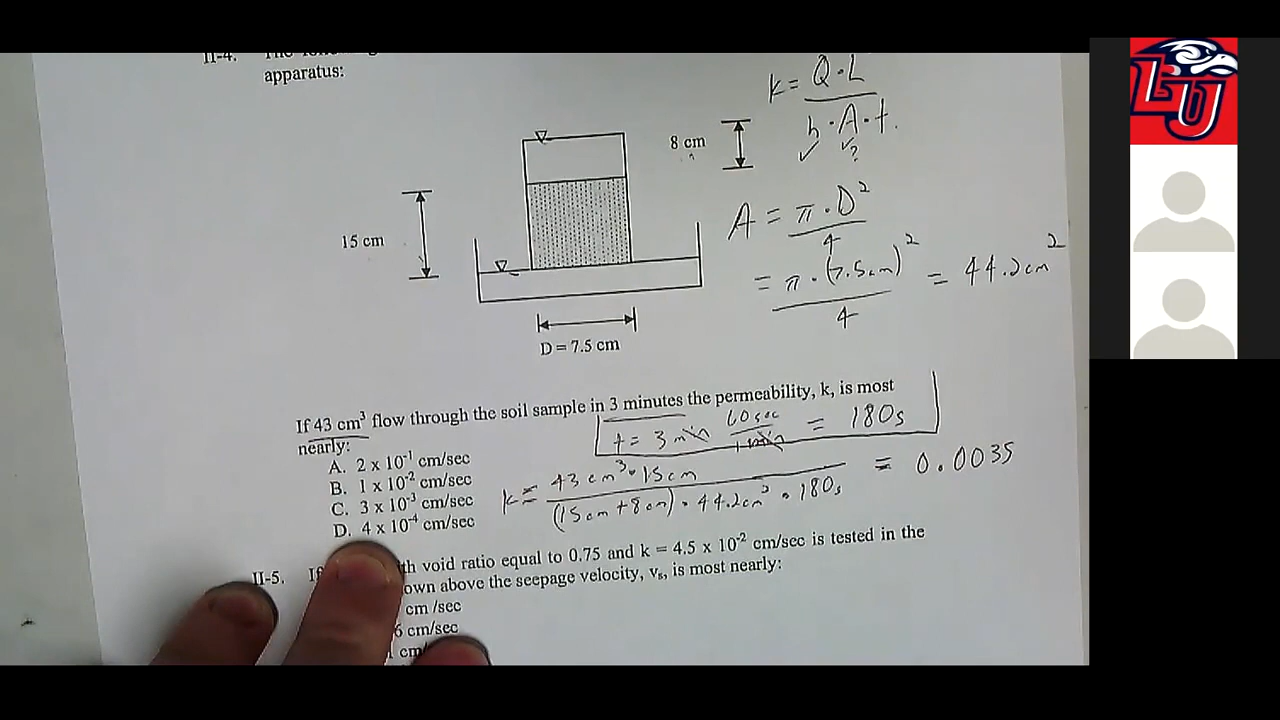 II-4.
apparatus:
k = Q·L
h·A·t.
✓ ✓?
8 cm
15 cm
D = 7.5 cm
A = π·D²
4
= π·(7.5cm)² = 44.2cm²
4
If 43 cm³ flow through the soil sample in 3 minutes the permeability, k, is most
nearly:
t = 3 min 60 sec = 180s
1 min
A. 2 x 10⁻¹ cm/sec
B. 1 x 10⁻² cm/sec
C. 3 x 10⁻³ cm/sec
D. 4 x 10⁻⁴ cm/sec
k = 43 cm³·15cm = 0.0035
(15cm+8cm)·44.2cm²·180s
II-5. If th void ratio equal to 0.75 and k = 4.5 x 10⁻² cm/sec is tested in the
own above the seepage velocity, vₛ, is most nearly:
cm /sec
6 cm/sec
cm/
LU